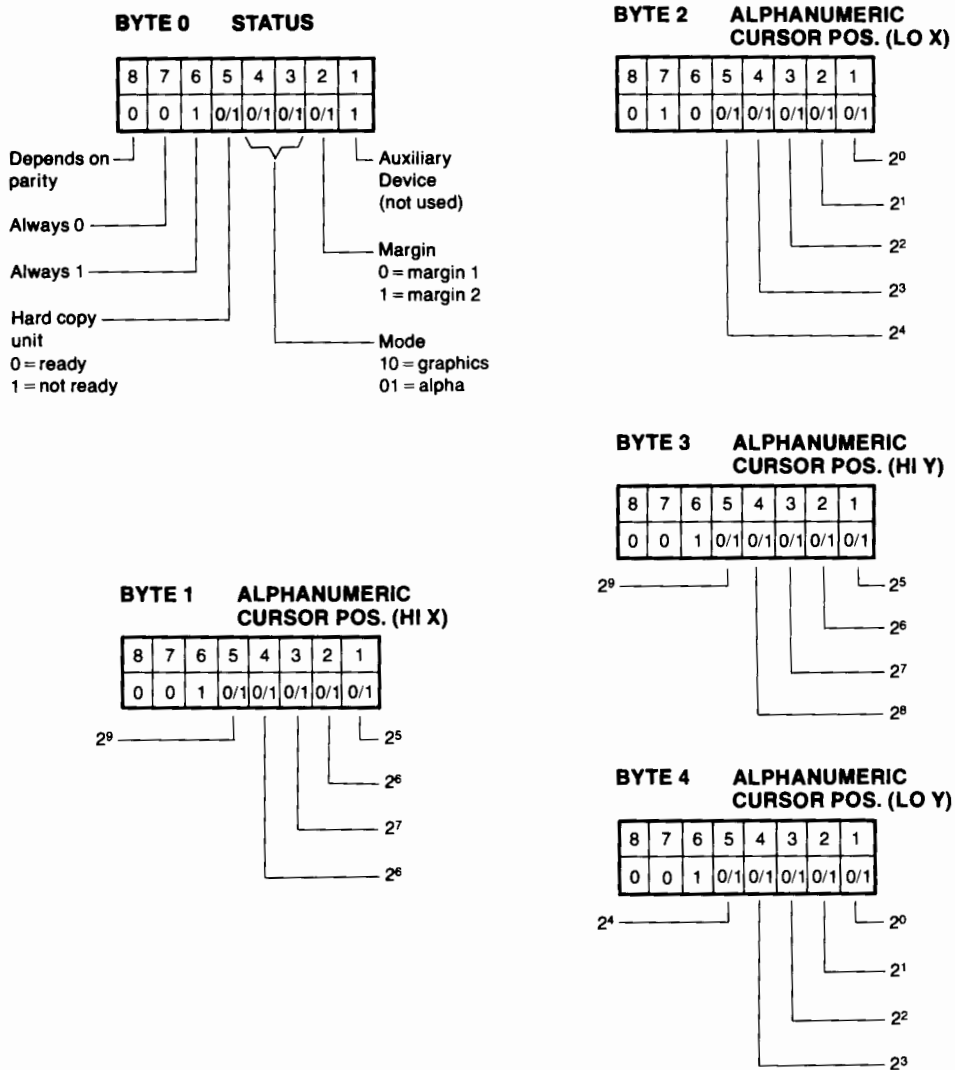 BYTE 0 STATUS
8 7 6 5 4 3 2 1
0 0 1 0/1 0/1 0/1 0/1 1
Depends on
parity
Always 0
Always 1
Hard copy
unit
0 = ready
1 = not ready
Auxiliary
Device
(not used)
Margin
0 = margin 1
1 = margin 2
Mode
10 = graphics
01 = alpha
BYTE 1 ALPHANUMERIC
CURSOR POS. (HI X)
8 7 6 5 4 3 2 1
0 0 1 0/1 0/1 0/1 0/1 0/1
2⁹
2⁵
2⁶
2⁷
2⁶
BYTE 2 ALPHANUMERIC
CURSOR POS. (LO X)
8 7 6 5 4 3 2 1
0 1 0 0/1 0/1 0/1 0/1 0/1
2⁰
2¹
2²
2³
2⁴
BYTE 3 ALPHANUMERIC
CURSOR POS. (HI Y)
8 7 6 5 4 3 2 1
0 0 1 0/1 0/1 0/1 0/1 0/1
2⁹
2⁵
2⁶
2⁷
2⁸
BYTE 4 ALPHANUMERIC
CURSOR POS. (LO Y)
8 7 6 5 4 3 2 1
0 0 1 0/1 0/1 0/1 0/1 0/1
2⁴
2⁰
2¹
2²
2³